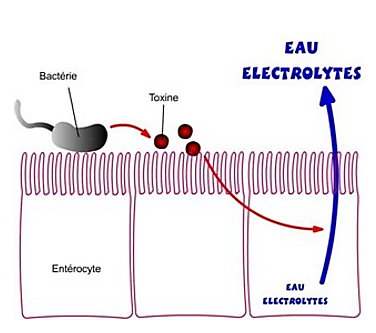 EAU
ELECTROLYTES
Bactérie
Toxine
Entérocyte
EAU
ELECTROLYTES